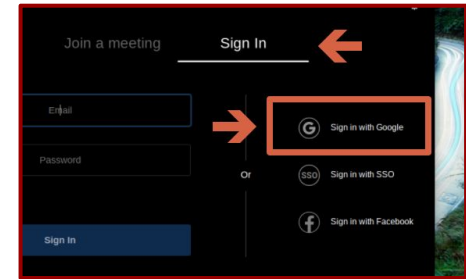 Join a meeting
Sign In
Email
Password
Sign In
Or
G
Sign in with Google
SSO
Sign in with SSO
f
Sign in with Facebook